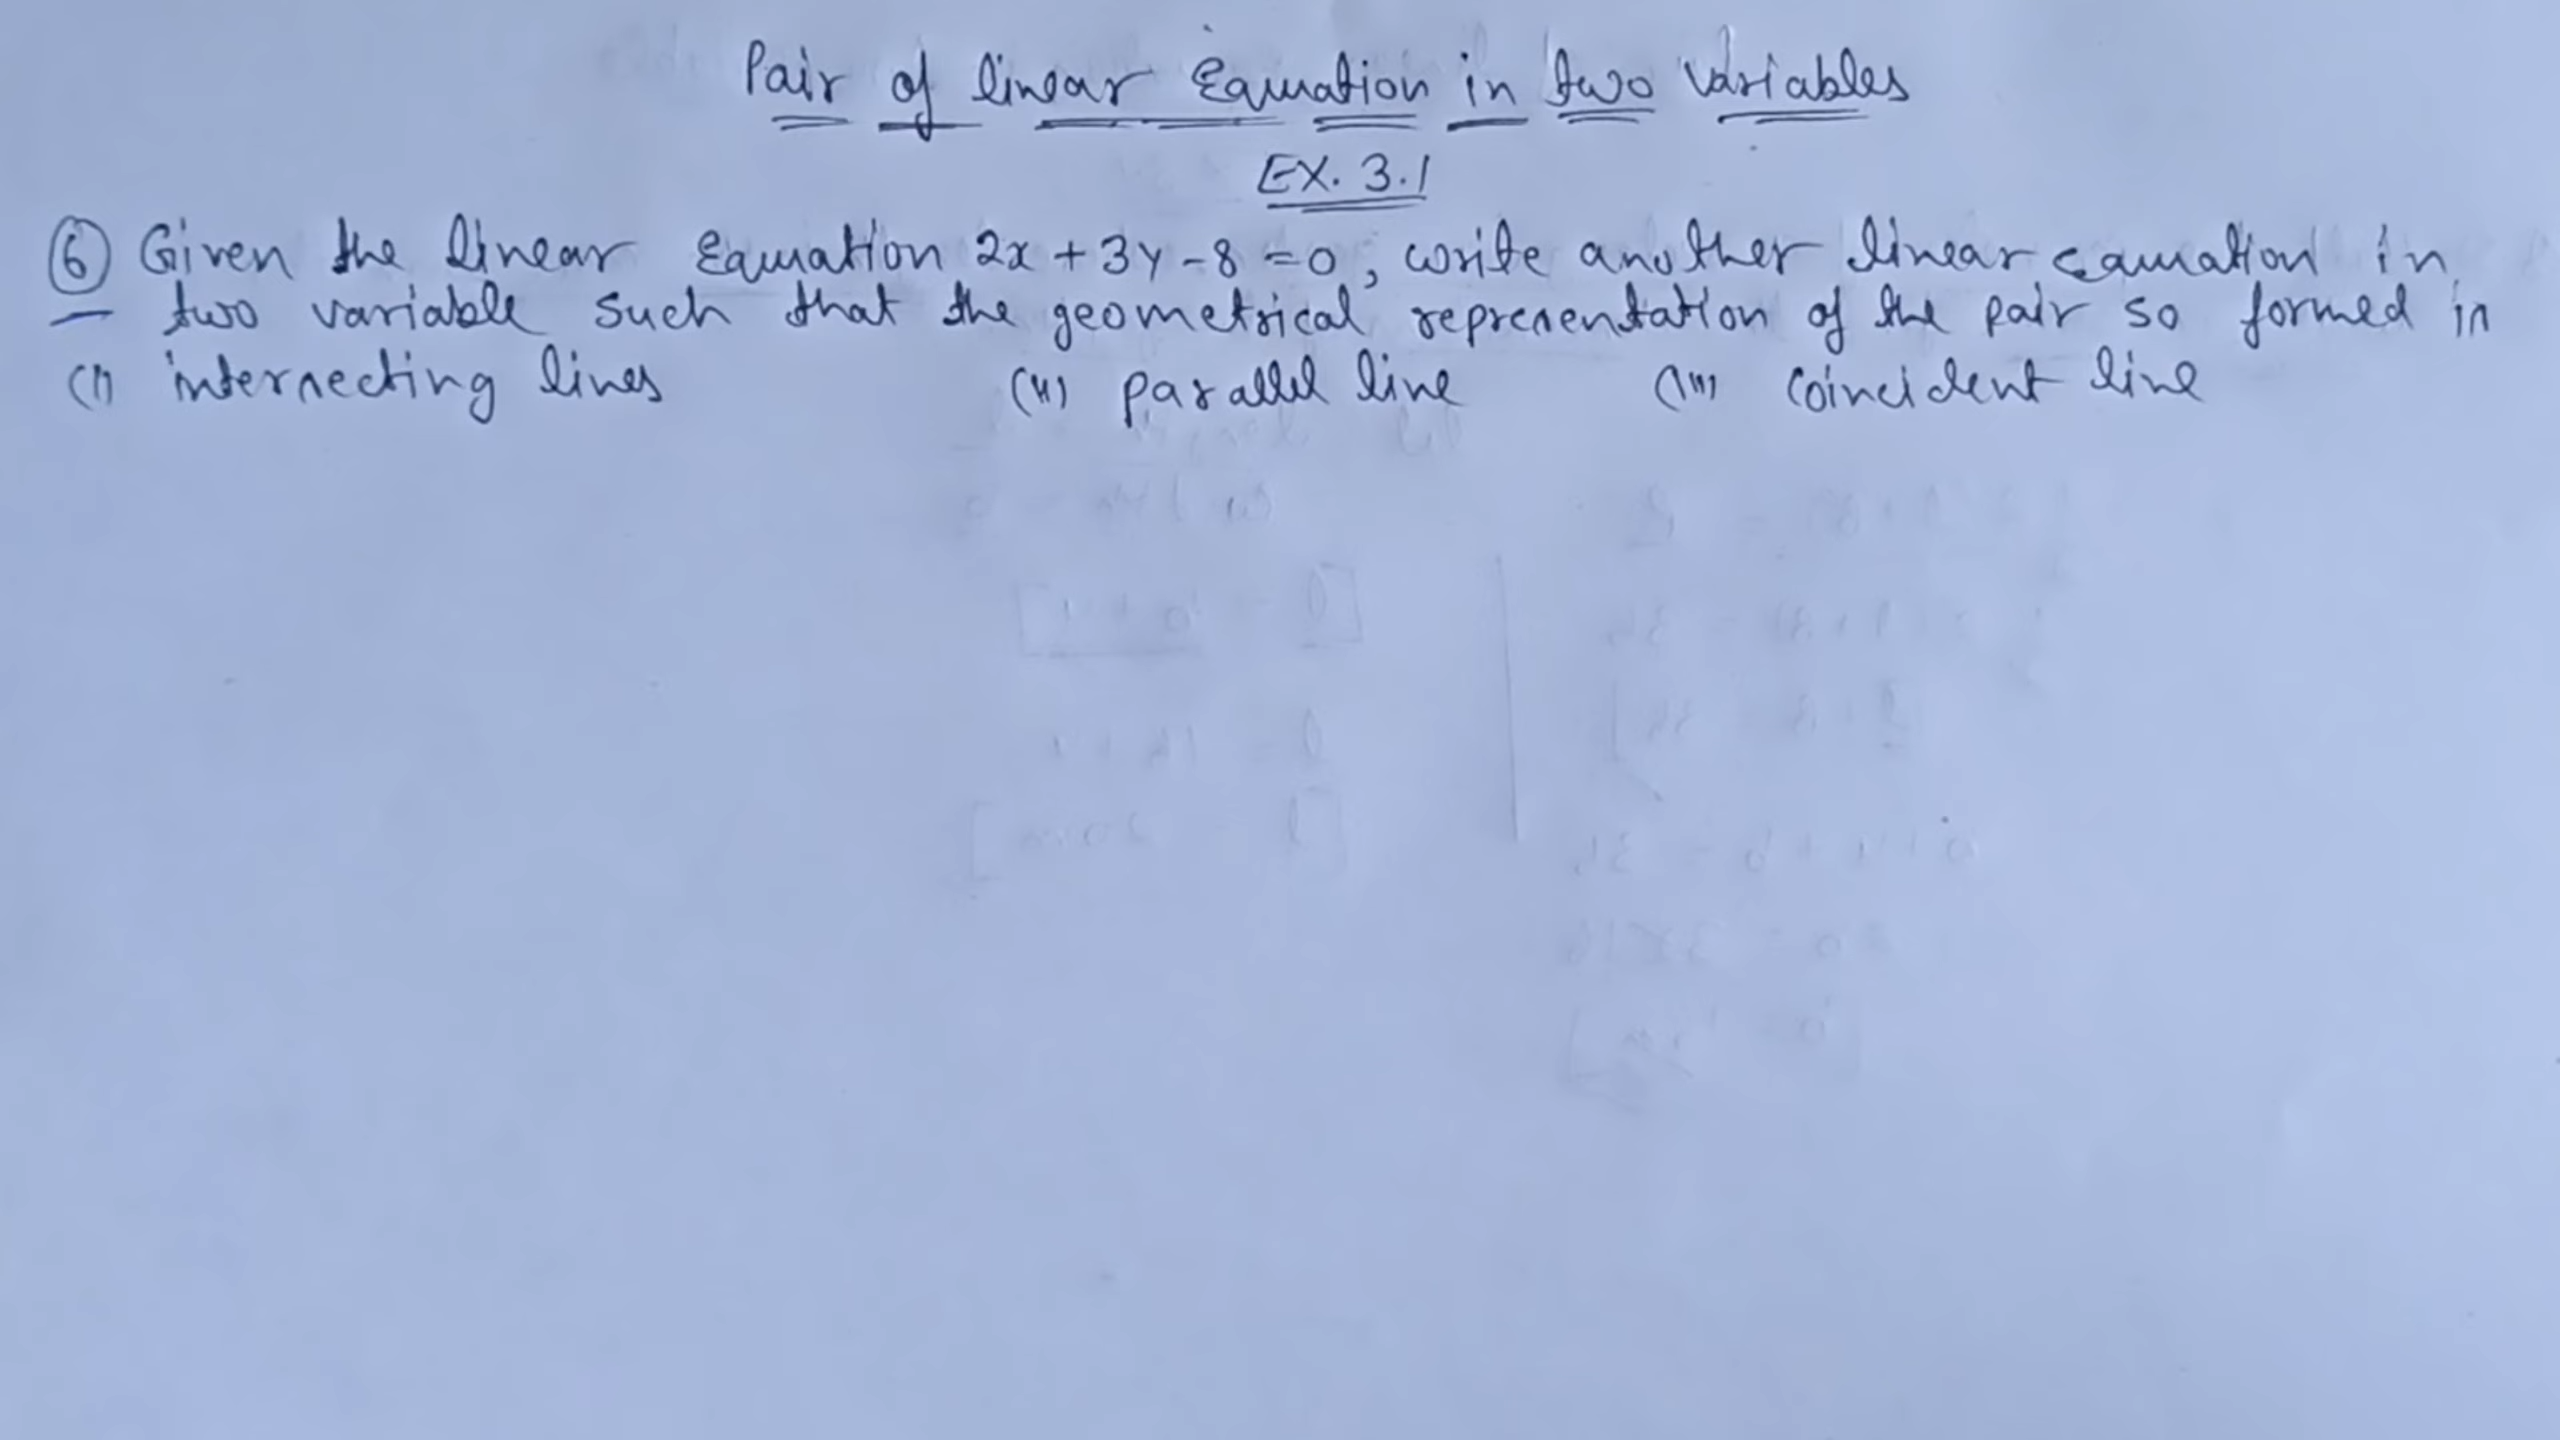 Pair of linear Equation in two variables
EX. 3.1
⑥ Given the linear Equation 2x + 3y - 8 = 0, write another linear equation in
two variable such that the geometrical representation of the pair so formed in
(i) intersecting lines (ii) parallel line (iii) coincident line